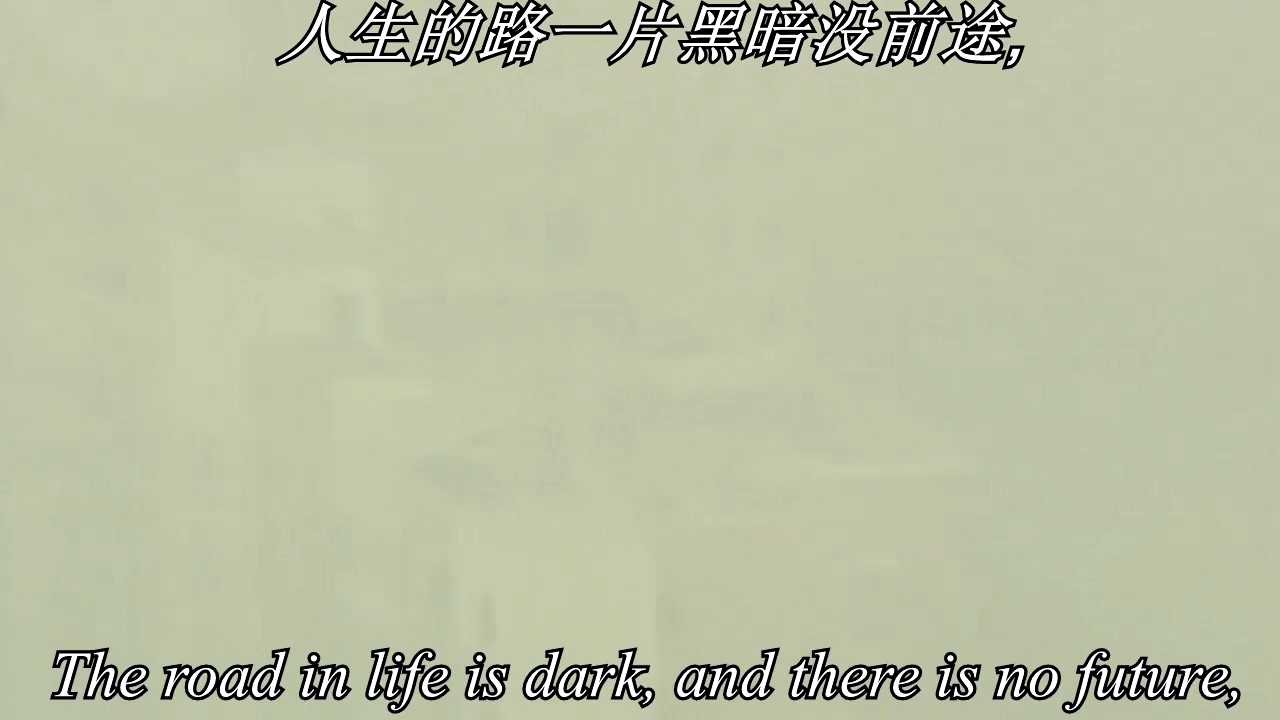 人生的路一片黑暗没前途,
The road in life is dark, and there is no future,